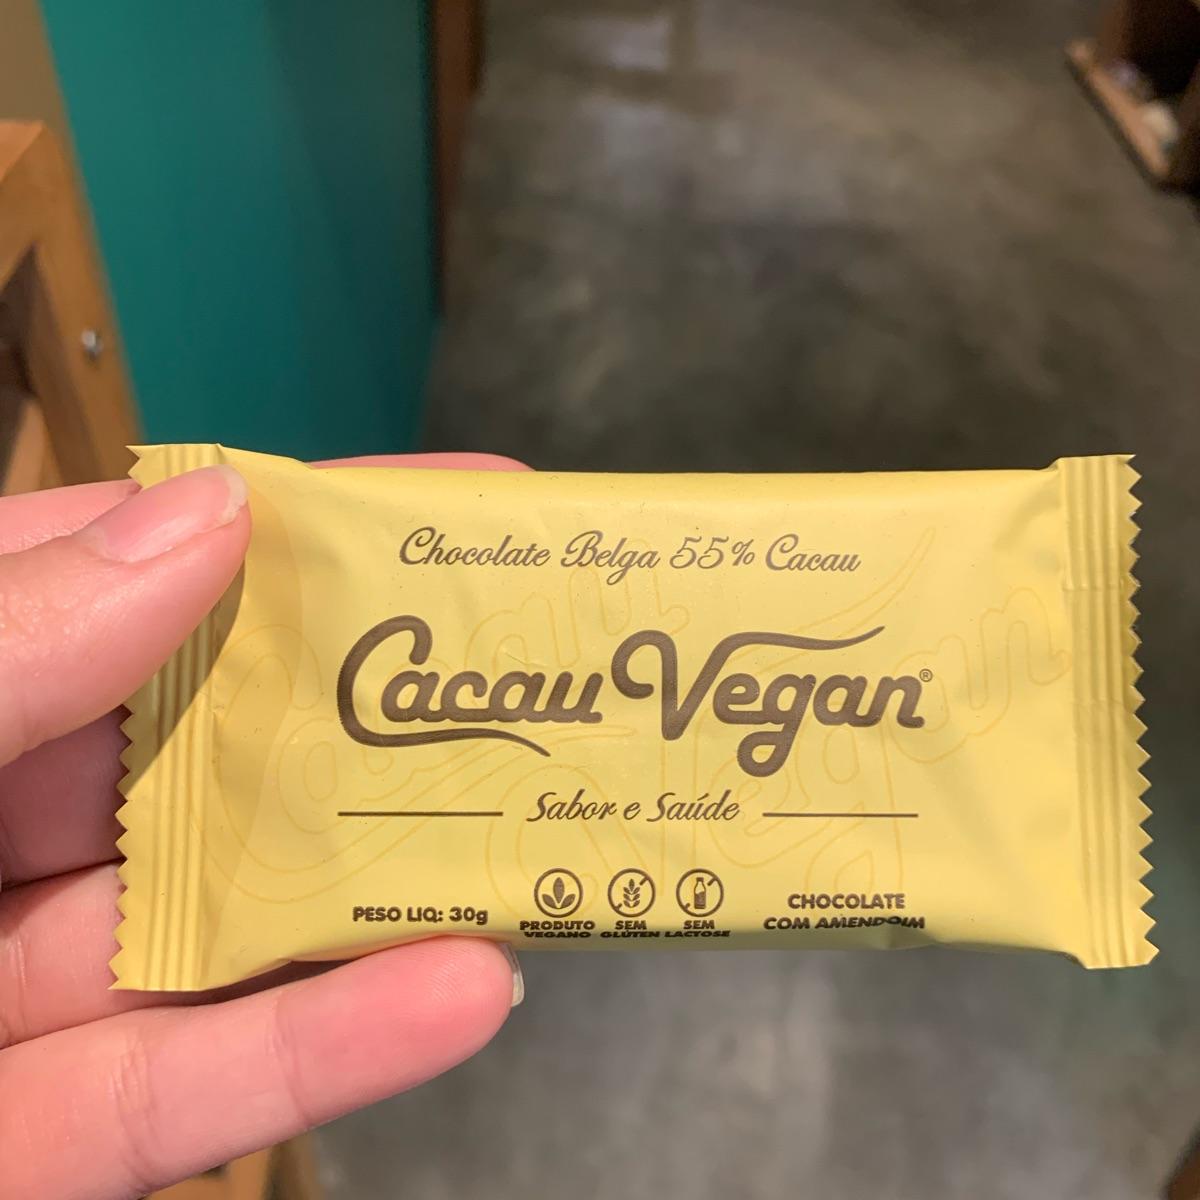 Chocolate Belga 55% Cacau
Cacau Vegan®
Sabor e Saúde
PESO LIQ: 30g
PRODUTO VEGANO
SEM GLÚTEN
SEM LACTOSE
CHOCOLATE
COM AMENDOIM